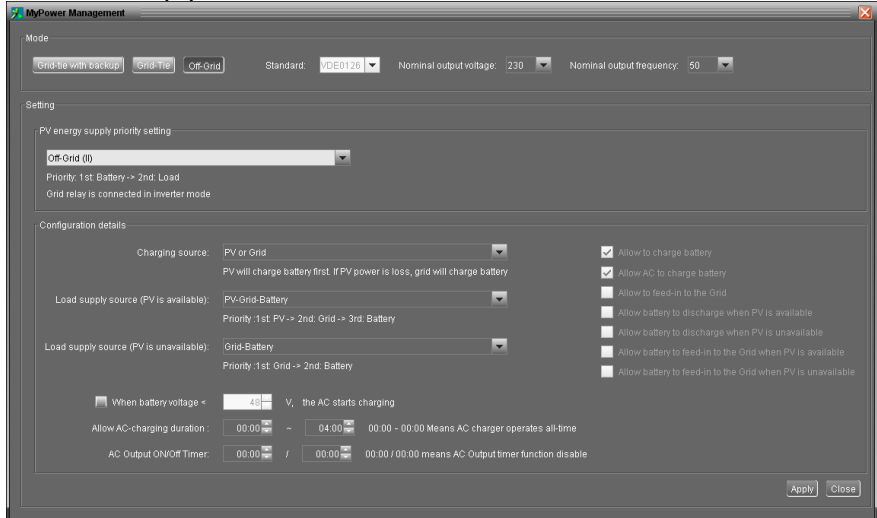 MyPower Management
Mode
Grid-tie with backup Grid-Tie Off-Grid Standard: VDE0126 Nominal output voltage: 230 Nominal output frequency: 50
Setting
PV energy supply priority setting
Off-Grid (II)
Priority: 1st: Battery -> 2nd: Load
Grid relay is connected in inverter mode
Configuration details
Charging source: PV or Grid
PV will charge battery first. If PV power is loss, grid will charge battery
Load supply source (PV is available): PV-Grid-Battery
Priority :1st: PV -> 2nd: Grid -> 3rd: Battery
Load supply source (PV is unavailable): Grid-Battery
Priority :1st: Grid -> 2nd: Battery
Allow to charge battery
Allow AC to charge battery
Allow to feed-in to the Grid
Allow battery to discharge when PV is available
Allow battery to discharge when PV is unavailable
Allow battery to feed-in to the Grid when PV is available
Allow battery to feed-in to the Grid when PV is unavailable
When battery voltage < 48 V, the AC starts charging
Allow AC-charging duration : 00:00 ~ 04:00 00:00 - 00:00 Means AC charger operates all-time
AC Output ON/Off Timer: 00:00 / 00:00 00:00 / 00:00 means AC Output timer function disable
Apply Close